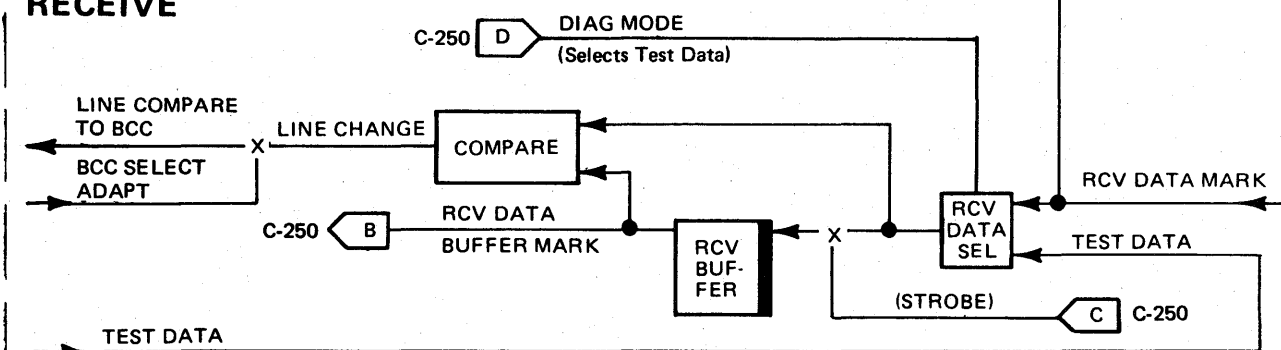 RECEIVE
C-250 D DIAG MODE
(Selects Test Data)
LINE COMPARE
TO BCC
X
LINE CHANGE
COMPARE
BCC SELECT
ADAPT
RCV DATA MARK
C-250 B
RCV DATA
BUFFER MARK
RCV
BUF-
FER
X
RCV
DATA
SEL
TEST DATA
(STROBE)
C C-250
TEST DATA